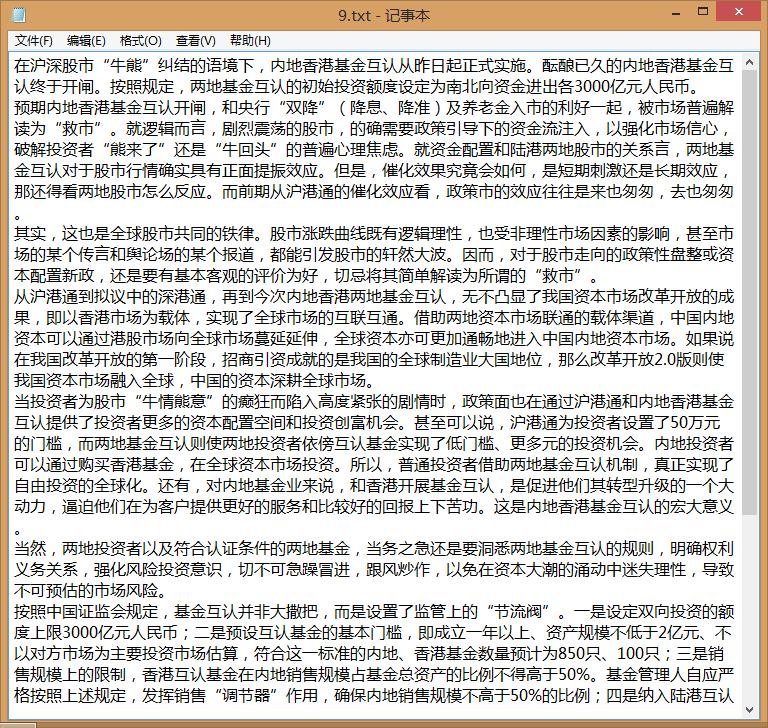 9.txt - 记事本
文件(F) 编辑(E) 格式(O) 查看(V) 帮助(H)
在沪深股市“牛熊”纠结的语境下，内地香港基金互认从昨日起正式实施。酝酿已久的内地香港基金互
认终于开闸。按照规定，两地基金互认的初始投资额度设定为南北向资金进出各3000亿元人民币。
预期内地香港基金互认开闸，和央行“双降”（降息、降准）及养老金入市的利好一起，被市场普遍解
读为“救市”。就逻辑而言，剧烈震荡的股市，的确需要政策引导下的资金流注入，以强化市场信心，
破解投资者“熊来了”还是“牛回头”的普遍心理焦虑。就资金配置和陆港两地股市的关系言，两地基
金互认对于股市行情确实具有正面提振效应。但是，催化效果究竟会如何，是短期刺激还是长期效应，
那还得看两地股市怎么反应。而前期从沪港通的催化效应看，政策市的效应往往是来也匆匆，去也匆匆
。
其实，这也是全球股市共同的铁律。股市涨跌曲线既有逻辑理性，也受非理性市场因素的影响，甚至市
场的某个传言和舆论场的某个报道，都能引发股市的轩然大波。因而，对于股市走向的政策性盘整或资
本配置新政，还是要有基本客观的评价为好，切忌将其简单解读为所谓的“救市”。
从沪港通到拟议中的深港通，再到今次内地香港两地基金互认，无不凸显了我国资本市场改革开放的成
果，即以香港市场为载体，实现了全球市场的互联互通。借助两地资本市场联通的载体渠道，中国内地
资本可以通过港股市场向全球市场蔓延延伸，全球资本亦可更加通畅地进入中国内地资本市场。如果说
在我国改革开放的第一阶段，招商引资成就的是我国的全球制造业大国地位，那么改革开放2.0版则使
我国资本市场融入全球，中国的资本深耕全球市场。
当投资者为股市“牛情熊意”的癫狂而陷入高度紧张的剧情时，政策面也在通过沪港通和内地香港基金
互认提供了投资者更多的资本配置空间和投资创富机会。甚至可以说，沪港通为投资者设置了50万元
的门槛，而两地基金互认则使两地投资者依傍互认基金实现了低门槛、更多元的投资机会。内地投资者
可以通过购买香港基金，在全球资本市场投资。所以，普通投资者借助两地基金互认机制，真正实现了
自由投资的全球化。还有，对内地基金业来说，和香港开展基金互认，是促进他们其转型升级的一个大
动力，逼迫他们在为客户提供更好的服务和比较好的回报上下苦功。这是内地香港基金互认的宏大意义
。
当然，两地投资者以及符合认证条件的两地基金，当务之急还是要洞悉两地基金互认的规则，明确权利
义务关系，强化风险投资意识，切不可急躁冒进，跟风炒作，以免在资本大潮的涌动中迷失理性，导致
不可预估的市场风险。
按照中国证监会规定，基金互认并非大撒把，而是设置了监管上的“节流阀”。一是设定双向投资的额
度上限3000亿元人民币；二是预设互认基金的基本门槛，即成立一年以上、资产规模不低于2亿元、不
以对方市场为主要投资市场估算，符合这一标准的内地、香港基金数量预计为850只、100只；三是销
售规模上的限制，香港互认基金在内地销售规模占基金总资产的比例不得高于50%。基金管理人自应严
格按照上述规定，发挥销售“调节器”作用，确保内地销售规模不高于50%的比例；四是纳入陆港互认